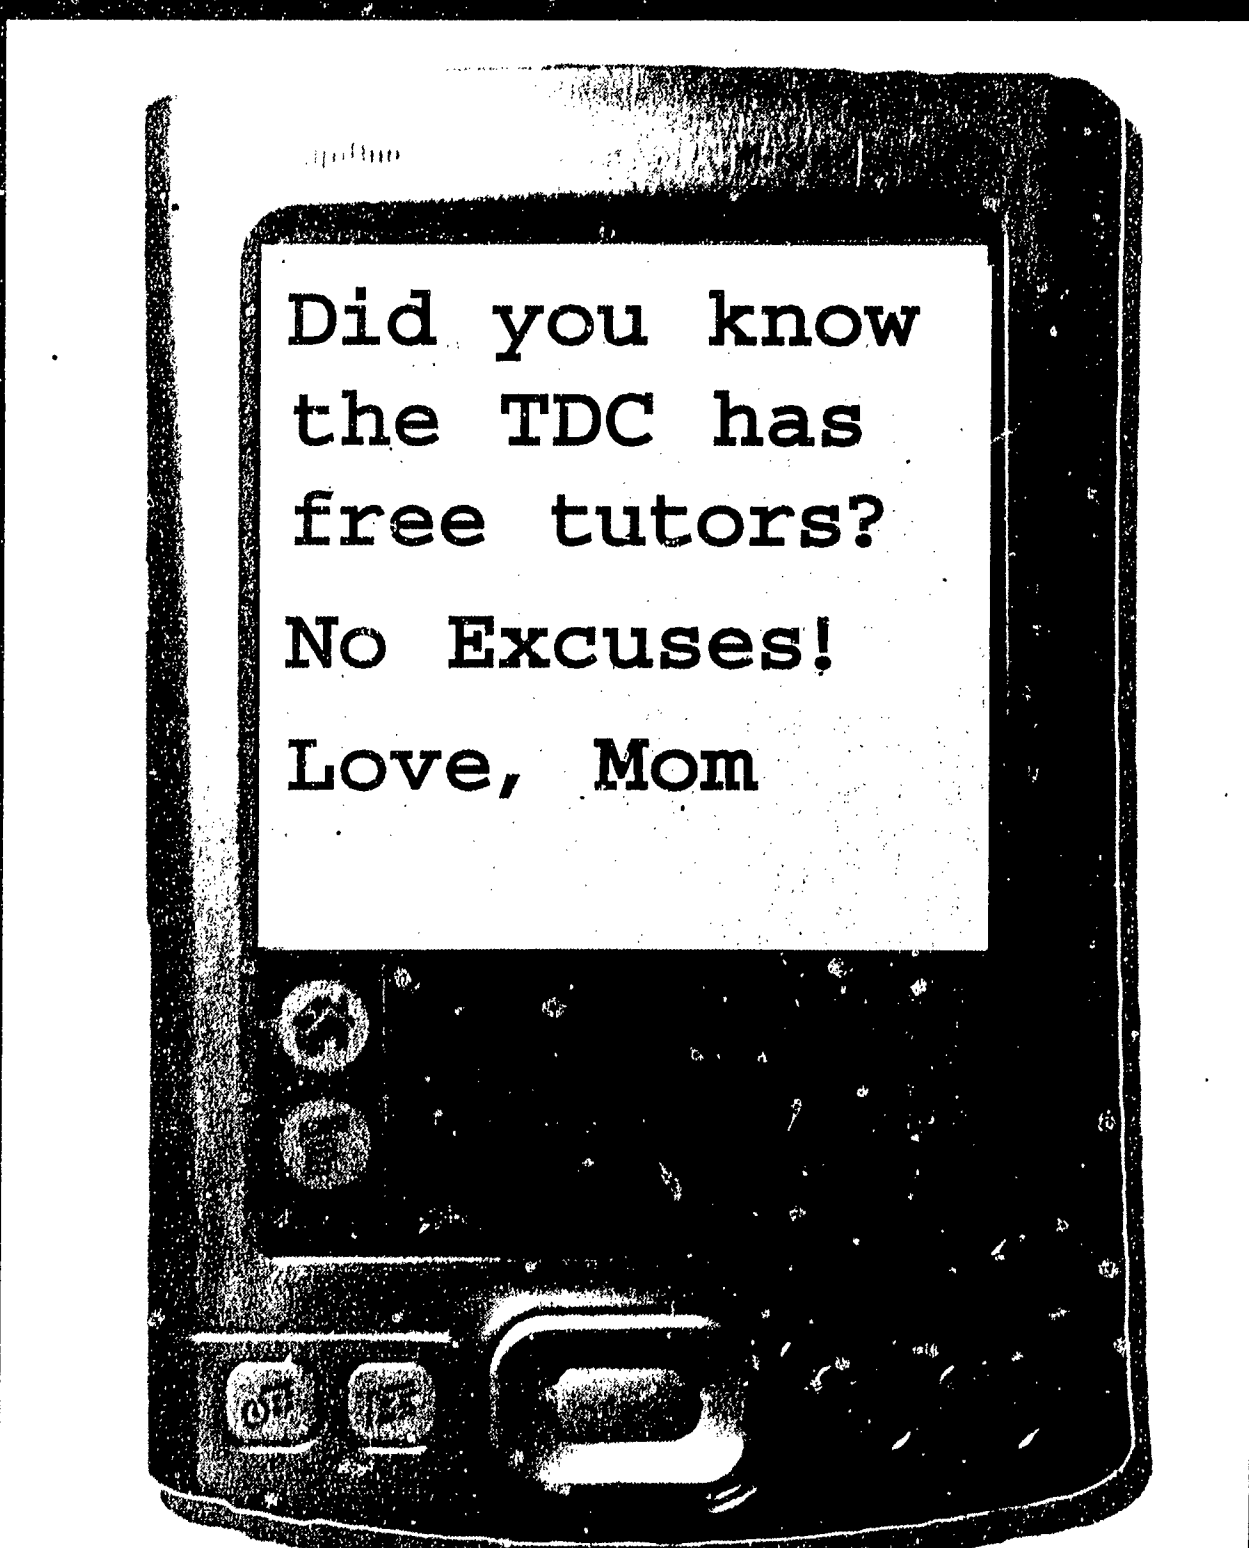 Did you know
the TDC has
free tutors?
No Excuses!
Love, Mom